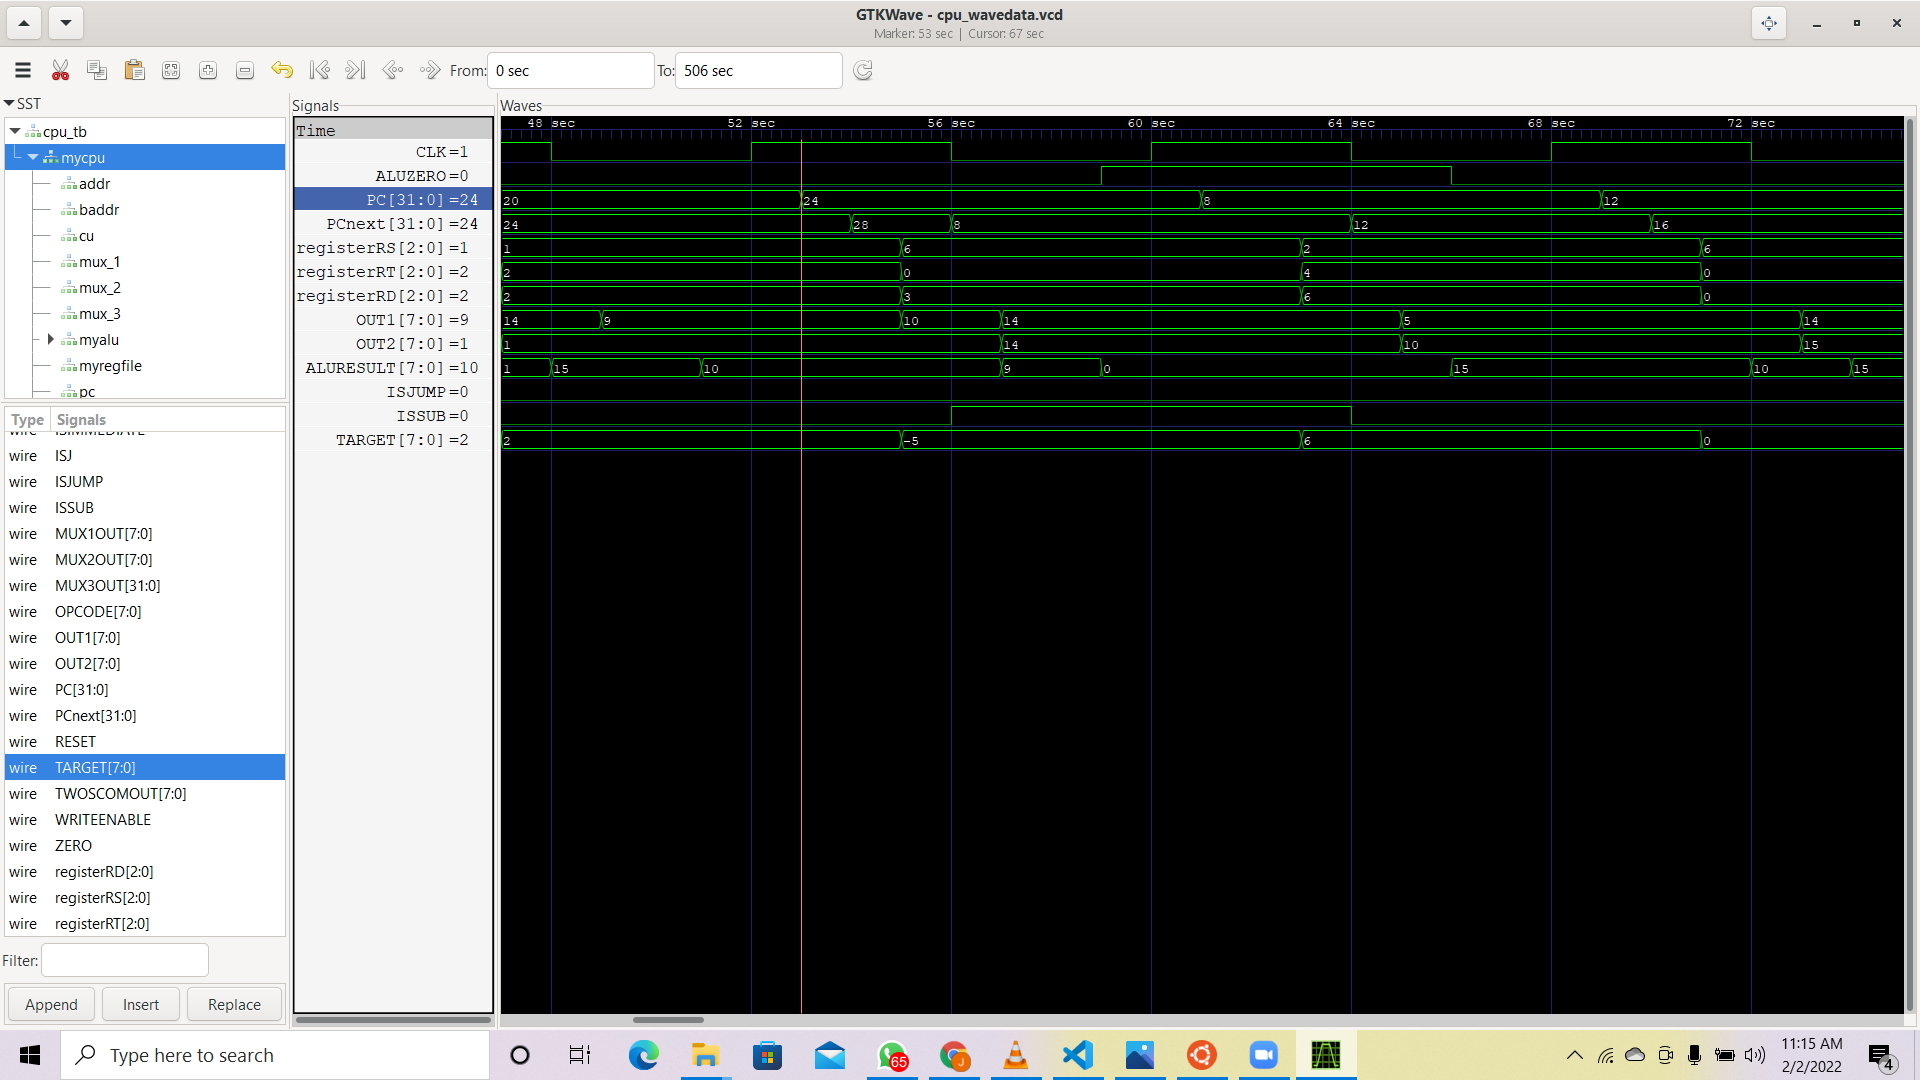 GTKWave - cpu_wavedata.vcd
Marker: 53 sec | Cursor: 67 sec
From: 0 sec To: 506 sec
SST
cpu_tb
mycpu
addr
baddr
cu
mux_1
mux_2
mux_3
myalu
myregfile
pc
Type Signals
wire ISIMMEDIATE
wire ISJ
wire ISJUMP
wire ISSUB
wire MUX1OUT[7:0]
wire MUX2OUT[7:0]
wire MUX3OUT[31:0]
wire OPCODE[7:0]
wire OUT1[7:0]
wire OUT2[7:0]
wire PC[31:0]
wire PCnext[31:0]
wire RESET
wire TARGET[7:0]
wire TWOSCOMOUT[7:0]
wire WRITEENABLE
wire ZERO
wire registerRD[2:0]
wire registerRS[2:0]
wire registerRT[2:0]
Filter:
Append Insert Replace
Signals
Time
CLK=1
ALUZERO=0
PC[31:0]=24
PCnext[31:0]=24
registerRS[2:0]=1
registerRT[2:0]=2
registerRD[2:0]=2
OUT1[7:0]=9
OUT2[7:0]=1
ALURESULT[7:0]=10
ISJUMP=0
ISSUB=0
TARGET[7:0]=2
Waves
48 sec 52 sec 56 sec 60 sec 64 sec 68 sec 72 sec
20 24 8 12
24 28 8 12 16
1 6 2 6
2 0 4 0
2 3 6 0
14 9 10 14 5 14
1 14 10 15
1 15 10 9 0 15 10 15
2 -5 6 0
Type here to search
65
J
11:15 AM
2/2/2022
4